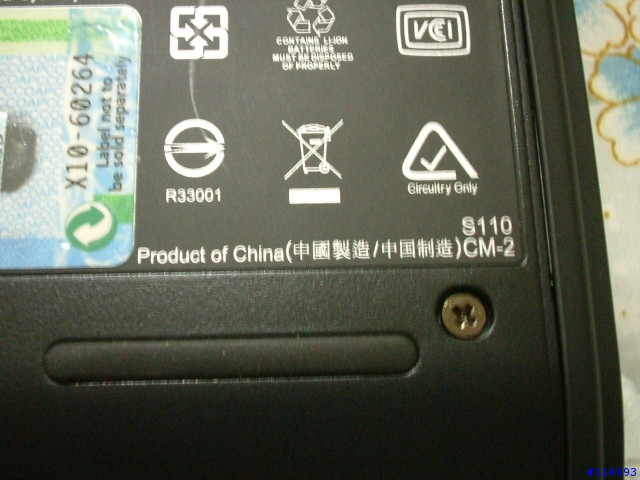 CONTAINS LI-ION
BATTERIES
MUST BE DISPOSED
OF PROPERLY
VCCI
X10-60264
Label not to
be sold separately
R33001
Circuitry Only
S110
Product of China(中國製造/中国制造)CM-2